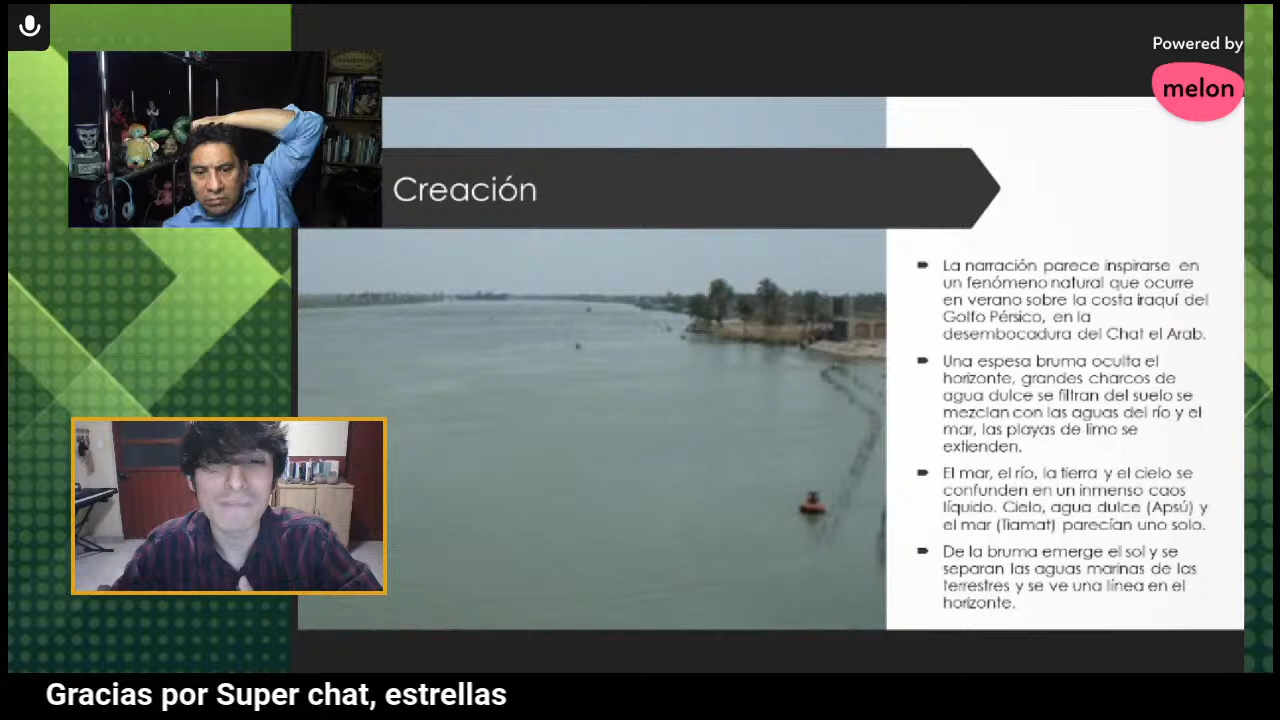 Powered by
melon
Creación
La narración parece inspirarse en
un fenómeno natural que ocurre
en verano sobre la costa iraquí del
Golfo Pérsico, en la
desembocadura del Chat el Arab.
Una espesa bruma oculta el
horizonte, grandes charcos de
agua dulce se filtran del suelo se
mezclan con las aguas del río y el
mar, las playas de limo se
extienden.
El mar, el río, la tierra y el cielo se
confunden en un inmenso caos
líquido. Cielo, agua dulce (Apsú) y
el mar (Tiamat) parecían uno solo.
De la bruma emerge el sol y se
separan las aguas marinas de las
terrestres y se ve una línea en el
horizonte.
Gracias por Super chat, estrellas